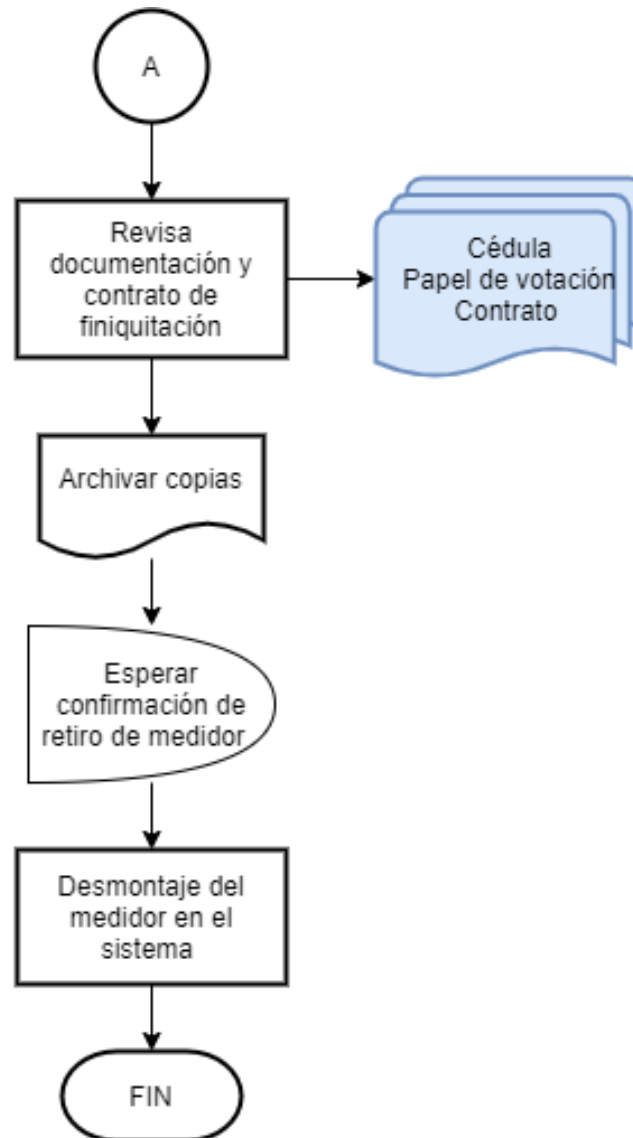 A
Revisa
documentación y
contrato de
finiquitación
Cédula
Papel de votación
Contrato
Archivar copias
Esperar
confirmación de
retiro de medidor
Desmontaje del
medidor en el
sistema
FIN